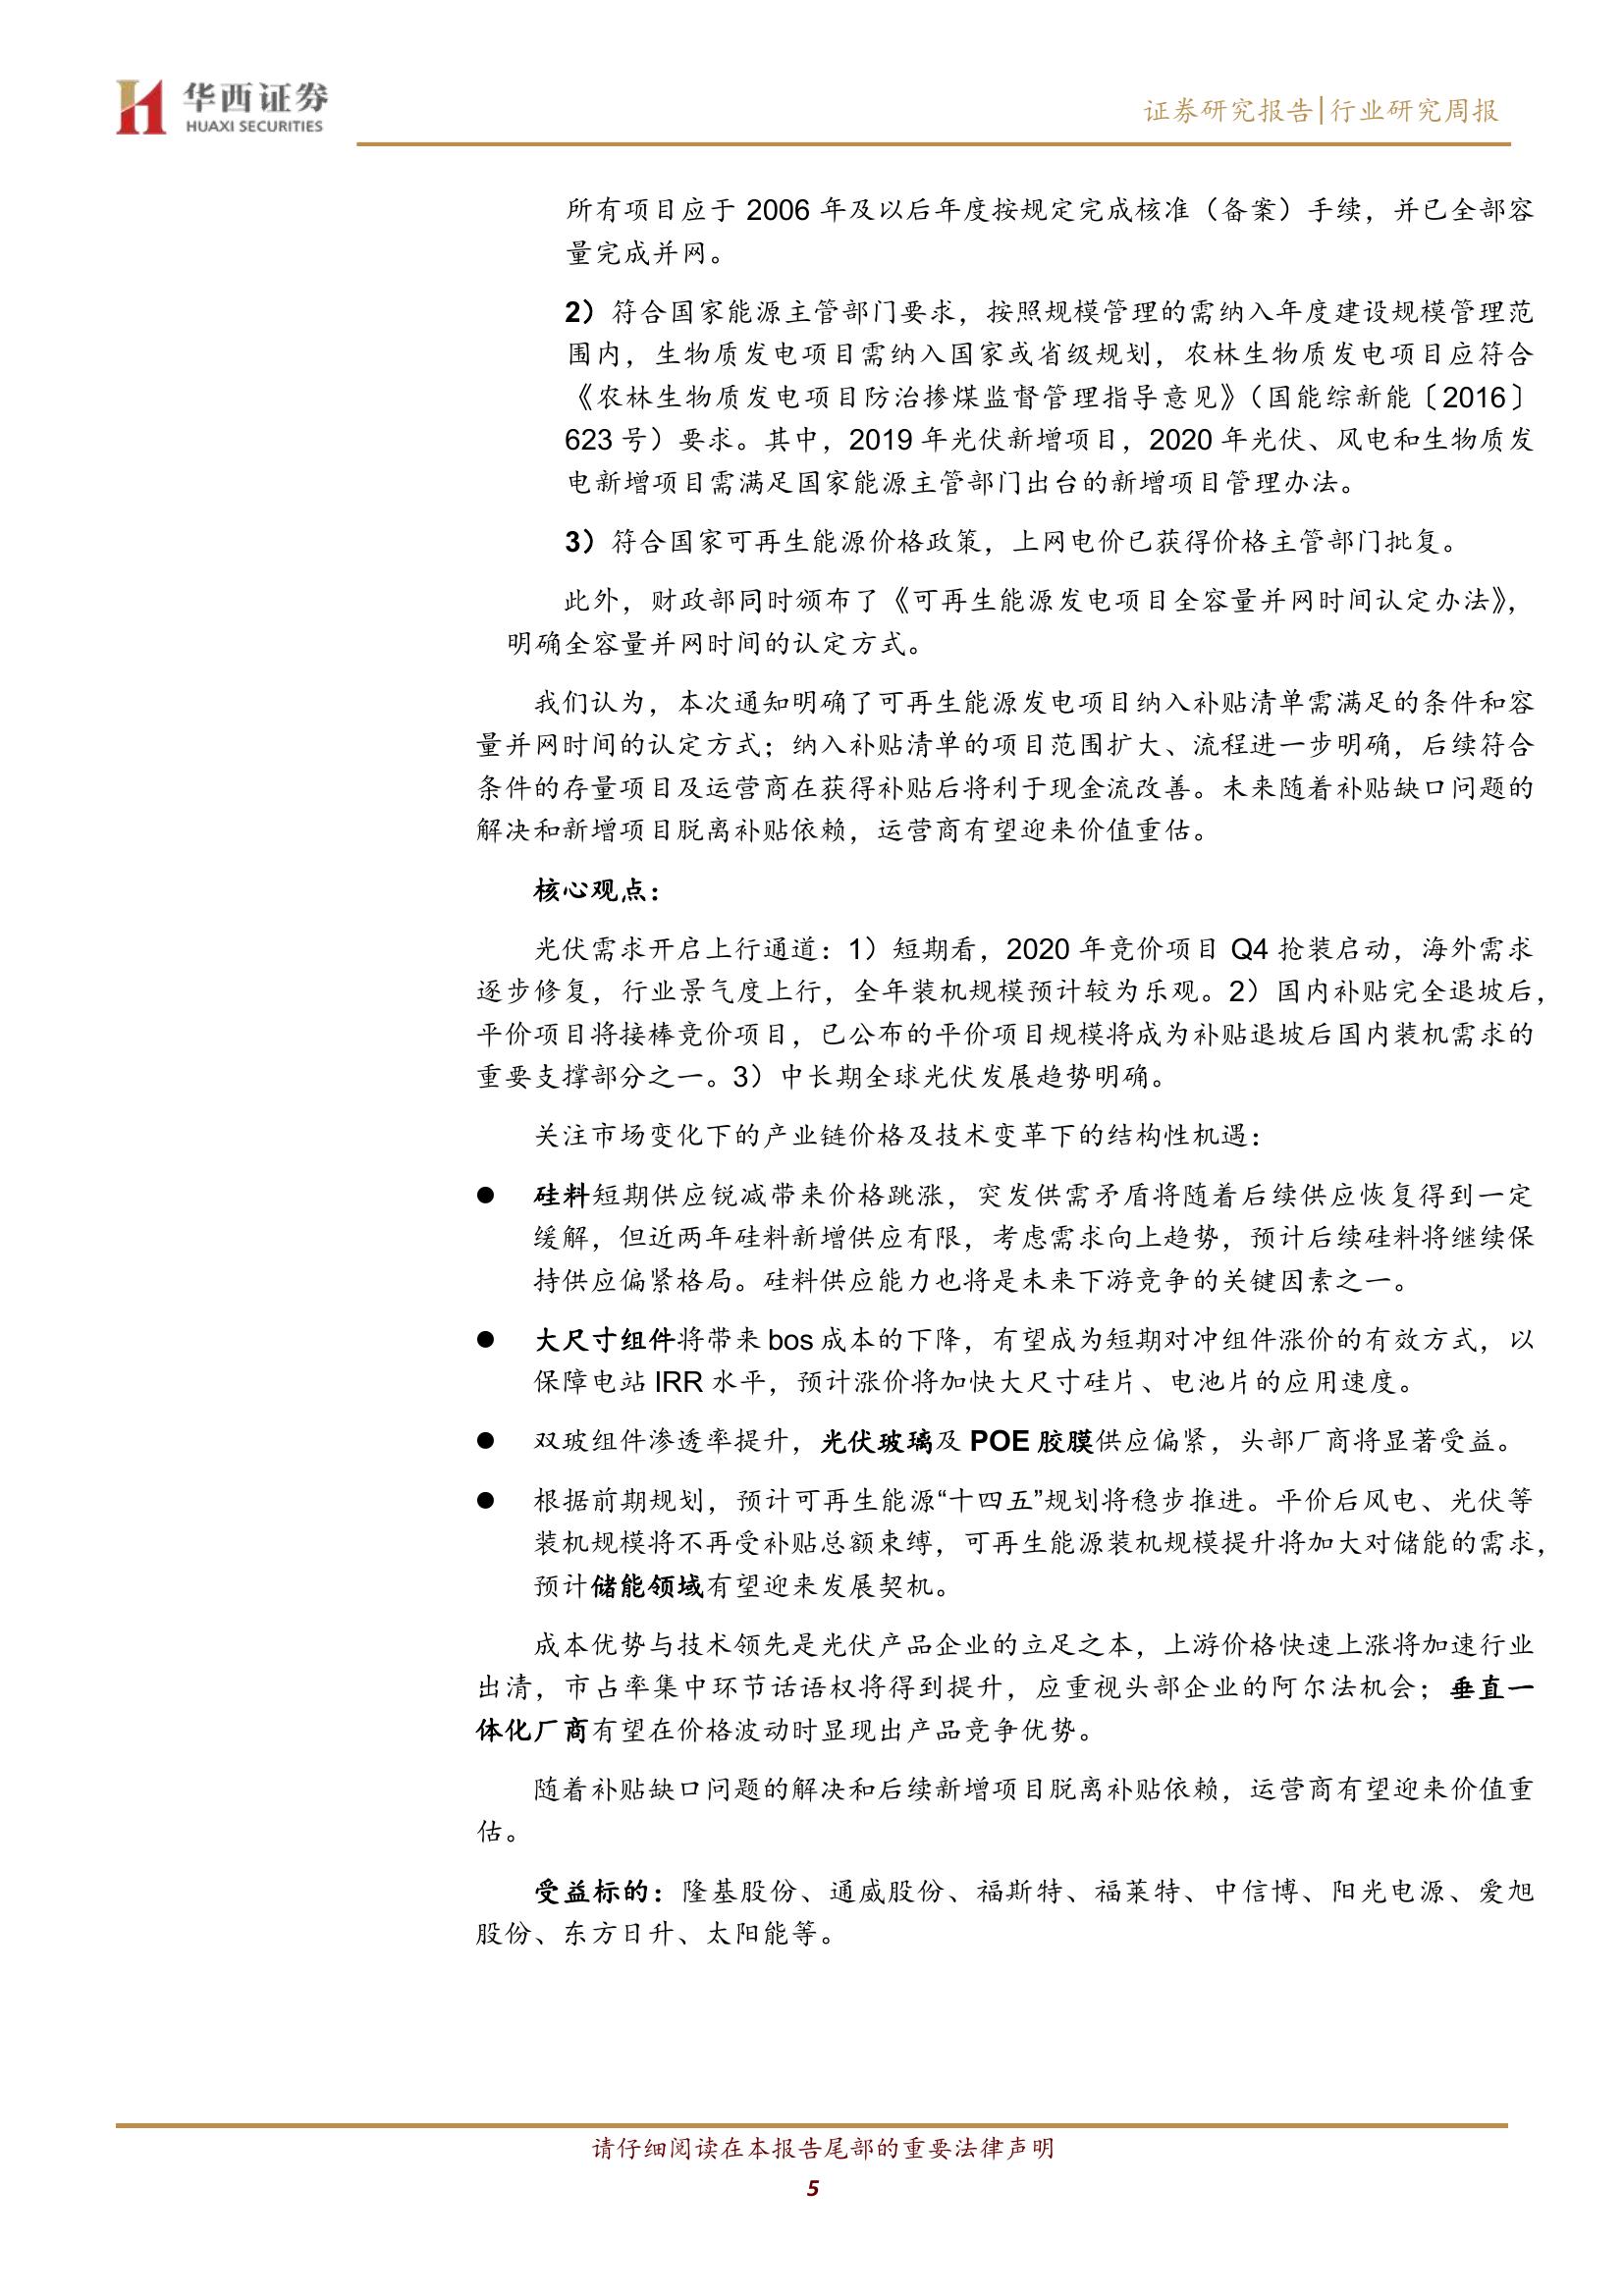 华西证券
HUAXI SECURITIES
证券研究报告|行业研究周报
所有项目应于 2006 年及以后年度按规定完成核准（备案）手续，并已全部容
量完成并网。
2）符合国家能源主管部门要求，按照规模管理的需纳入年度建设规模管理范
围内，生物质发电项目需纳入国家或省级规划，农林生物质发电项目应符合
《农林生物质发电项目防治掺煤监督管理指导意见》（国能综新能〔2016〕
623 号）要求。其中，2019 年光伏新增项目，2020 年光伏、风电和生物质发
电新增项目需满足国家能源主管部门出台的新增项目管理办法。
3）符合国家可再生能源价格政策，上网电价已获得价格主管部门批复。
此外，财政部同时颁布了《可再生能源发电项目全容量并网时间认定办法》，
明确全容量并网时间的认定方式。
我们认为，本次通知明确了可再生能源发电项目纳入补贴清单需满足的条件和容
量并网时间的认定方式；纳入补贴清单的项目范围扩大、流程进一步明确，后续符合
条件的存量项目及运营商在获得补贴后将利于现金流改善。未来随着补贴缺口问题的
解决和新增项目脱离补贴依赖，运营商有望迎来价值重估。
核心观点：
光伏需求开启上行通道：1）短期看，2020 年竞价项目 Q4 抢装启动，海外需求
逐步修复，行业景气度上行，全年装机规模预计较为乐观。2）国内补贴完全退坡后，
平价项目将接棒竞价项目，已公布的平价项目规模将成为补贴退坡后国内装机需求的
重要支撑部分之一。3）中长期全球光伏发展趋势明确。
关注市场变化下的产业链价格及技术变革下的结构性机遇：
● 硅料短期供应锐减带来价格跳涨，突发供需矛盾将随着后续供应恢复得到一定
缓解，但近两年硅料新增供应有限，考虑需求向上趋势，预计后续硅料将继续保
持供应偏紧格局。硅料供应能力也将是未来下游竞争的关键因素之一。
● 大尺寸组件将带来 bos 成本的下降，有望成为短期对冲组件涨价的有效方式，以
保障电站 IRR 水平，预计涨价将加快大尺寸硅片、电池片的应用速度。
● 双玻组件渗透率提升，光伏玻璃及 POE 胶膜供应偏紧，头部厂商将显著受益。
● 根据前期规划，预计可再生能源“十四五”规划将稳步推进。平价后风电、光伏等
装机规模将不再受补贴总额束缚，可再生能源装机规模提升将加大对储能的需求，
预计储能领域有望迎来发展契机。
成本优势与技术领先是光伏产品企业的立足之本，上游价格快速上涨将加速行业
出清，市占率集中环节话语权将得到提升，应重视头部企业的阿尔法机会；垂直一
体化厂商有望在价格波动时显现出产品竞争优势。
随着补贴缺口问题的解决和后续新增项目脱离补贴依赖，运营商有望迎来价值重
估。
受益标的：隆基股份、通威股份、福斯特、福莱特、中信博、阳光电源、爱旭
股份、东方日升、太阳能等。
请仔细阅读在本报告尾部的重要法律声明
5